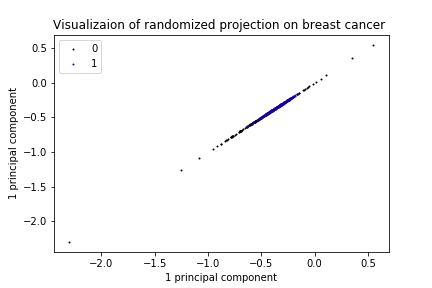 Visualizaion of randomized projection on breast cancer
0
1
0.5
0.0
−0.5
−1.0
−1.5
−2.0
1 principal component
−2.0 −1.5 −1.0 −0.5 0.0 0.5
1 principal component